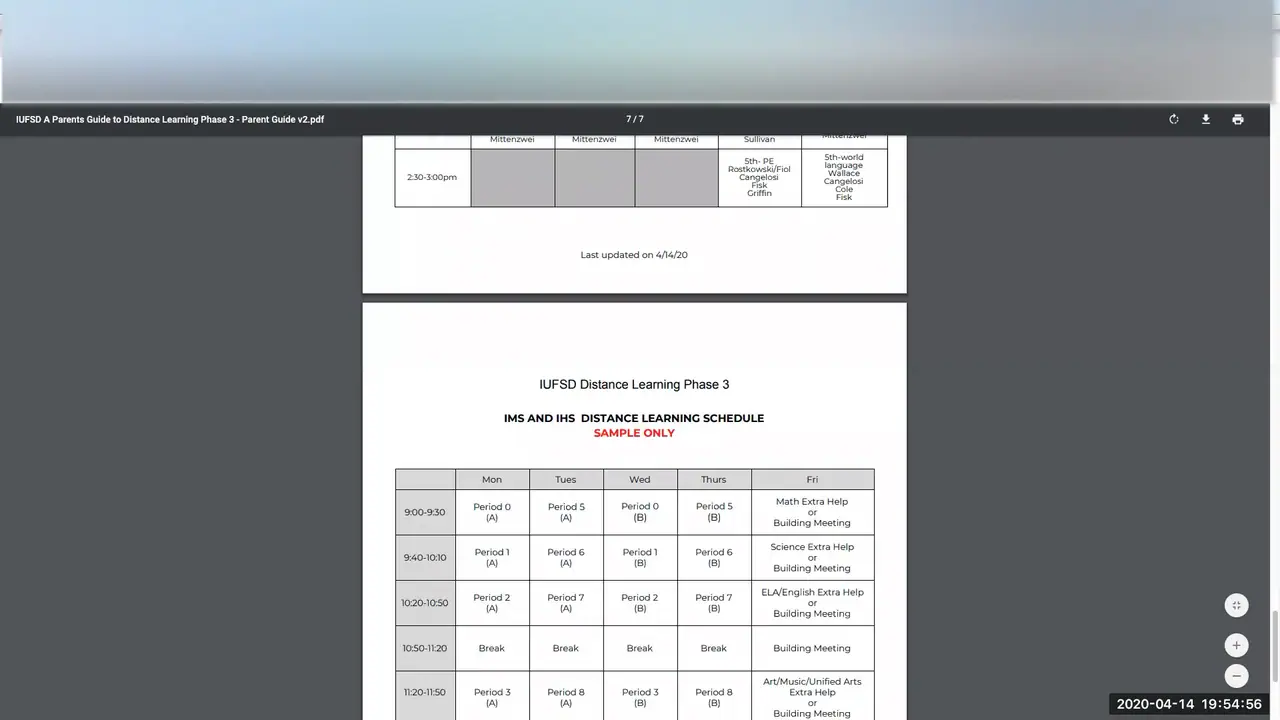 IUFSD A Parents Guide to Distance Learning Phase 3 - Parent Guide v2.pdf
7 / 7
Mittenzwei Mittenzwei Mittenzwei Sullivan Mittenzwei
2:30-3:00pm
5th- PE
Rostkowski/Fiol
Cangelosi
Fisk
Griffin
5th-world
language
Wallace
Cangelosi
Cole
Fisk
Last updated on 4/14/20
IUFSD Distance Learning Phase 3
IMS AND IHS DISTANCE LEARNING SCHEDULE
SAMPLE ONLY
Mon Tues Wed Thurs Fri
9:00-9:30
Period 0
(A)
Period 5
(A)
Period 0
(B)
Period 5
(B)
Math Extra Help
or
Building Meeting
9:40-10:10
Period 1
(A)
Period 6
(A)
Period 1
(B)
Period 6
(B)
Science Extra Help
or
Building Meeting
10:20-10:50
Period 2
(A)
Period 7
(A)
Period 2
(B)
Period 7
(B)
ELA/English Extra Help
or
Building Meeting
10:50-11:20 Break Break Break Break Building Meeting
11:20-11:50
Period 3
(A)
Period 8
(A)
Period 3
(B)
Period 8
(B)
Art/Music/Unified Arts
Extra Help
or
Building Meeting
2020-04-14 19:54:56